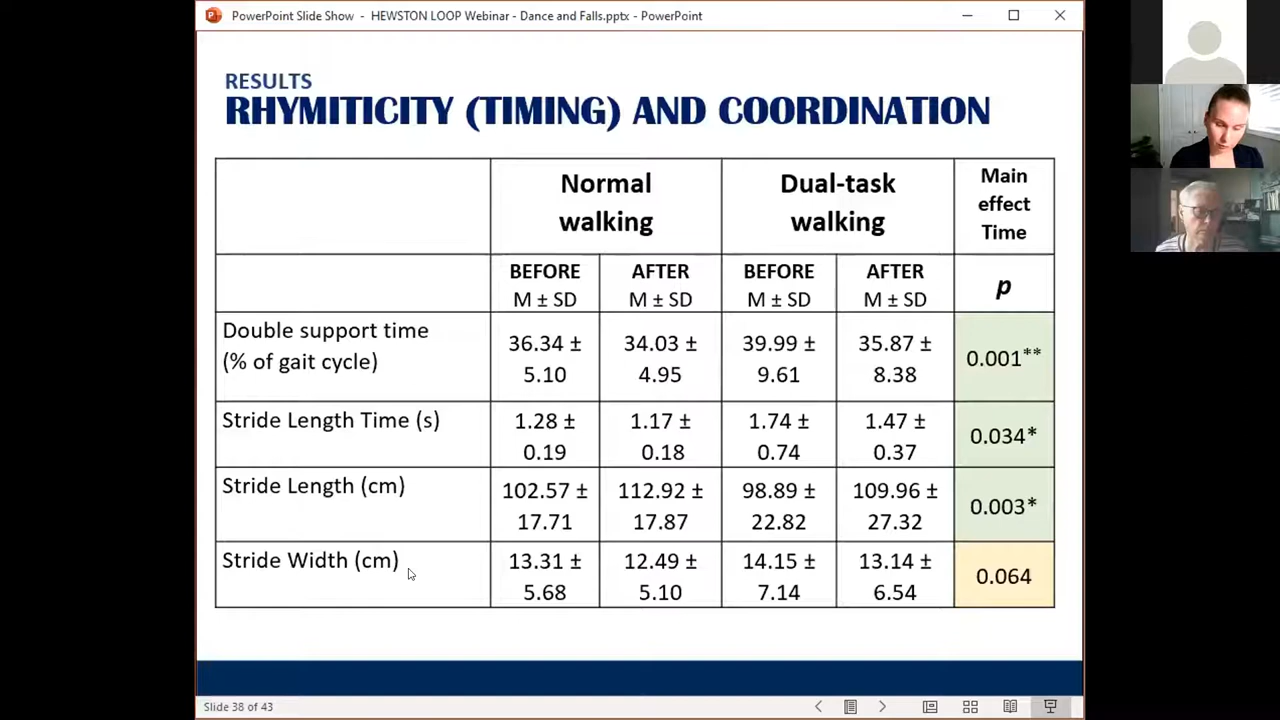 PowerPoint Slide Show - HEWSTON LOOP Webinar - Dance and Falls.pptx - PowerPoint
RESULTS
RHYMITICITY (TIMING) AND COORDINATION
Normal walking Dual-task walking Main effect Time
BEFORE M ± SD AFTER M ± SD BEFORE M ± SD AFTER M ± SD p
Double support time (% of gait cycle) 36.34 ± 5.10 34.03 ± 4.95 39.99 ± 9.61 35.87 ± 8.38 0.001**
Stride Length Time (s) 1.28 ± 0.19 1.17 ± 0.18 1.74 ± 0.74 1.47 ± 0.37 0.034*
Stride Length (cm) 102.57 ± 17.71 112.92 ± 17.87 98.89 ± 22.82 109.96 ± 27.32 0.003*
Stride Width (cm) 13.31 ± 5.68 12.49 ± 5.10 14.15 ± 7.14 13.14 ± 6.54 0.064
Slide 38 of 43